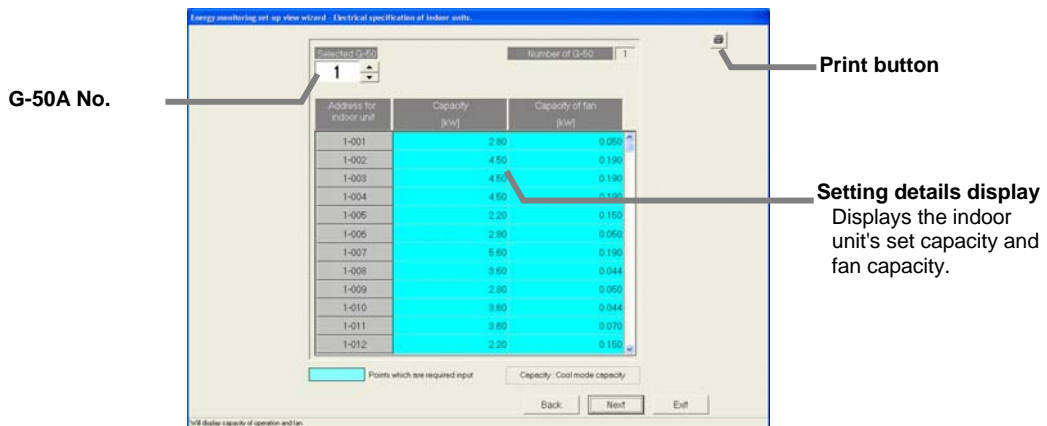 Energy monitoring set-up view wizard - Electrical specification of indoor units.
Selected G-50
Number of G-50 1
1
Print button
G-50A No.
Address for indoor unit
Capacity [kW]
Capacity of fan [kW]
1-001 2.80 0.050
1-002 4.50 0.190
1-003 4.50 0.190
1-004 4.50 0.190
1-005 2.20 0.150
1-006 2.80 0.050
1-007 5.60 0.190
1-008 3.60 0.044
1-009 2.80 0.050
1-010 3.60 0.044
1-011 3.60 0.070
1-012 2.20 0.150
Setting details display
Displays the indoor
unit's set capacity and
fan capacity.
Points which are required input
Capacity : Cool mode capacity
Back Next Exit
Will display capacity of operation and fan.